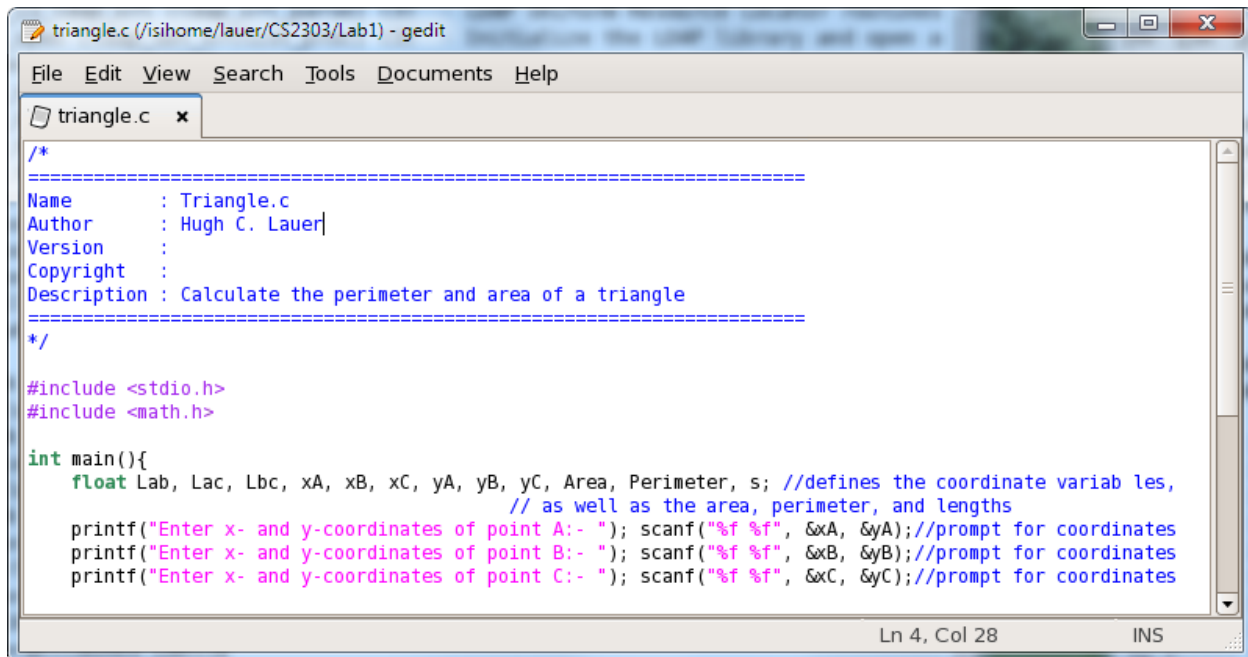 triangle.c (/isihome/lauer/CS2303/Lab1) - gedit
File Edit View Search Tools Documents Help
triangle.c
/*
=======================================================================
Name        : Triangle.c
Author      : Hugh C. Lauer
Version     :
Copyright   :
Description : Calculate the perimeter and area of a triangle
=======================================================================
*/
#include <stdio.h>
#include <math.h>
int main(){
    float Lab, Lac, Lbc, xA, xB, xC, yA, yB, yC, Area, Perimeter, s; //defines the coordinate variab les,
                                            // as well as the area, perimeter, and lengths
    printf("Enter x- and y-coordinates of point A:- "); scanf("%f %f", &xA, &yA);//prompt for coordinates
    printf("Enter x- and y-coordinates of point B:- "); scanf("%f %f", &xB, &yB);//prompt for coordinates
    printf("Enter x- and y-coordinates of point C:- "); scanf("%f %f", &xC, &yC);//prompt for coordinates
Ln 4, Col 28 INS